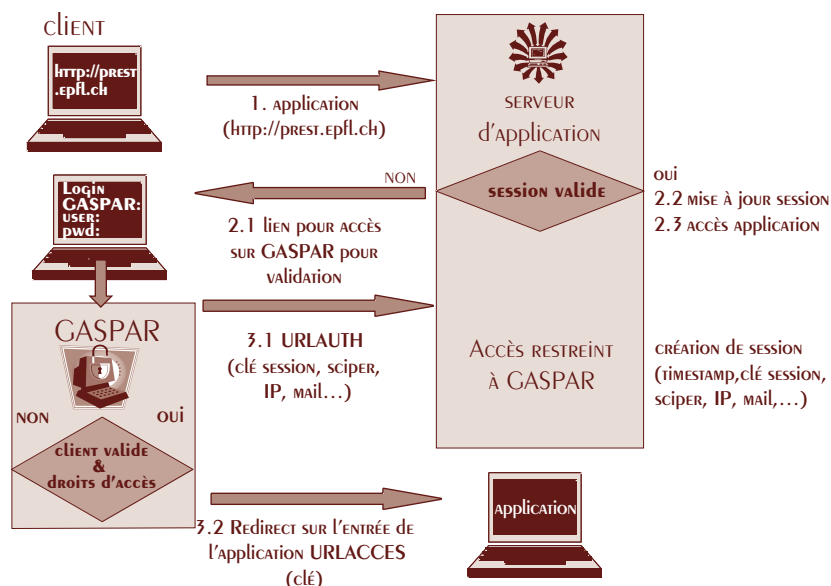 client
http://prest
.epfl.ch
1. application
(http://prest.epfl.ch)
serveur
d'application
session valide
non
oui
2.2 mise à jour session
2.3 accès application
Login
GASPAR:
user:
pwd:
2.1 lien pour accès
sur GASPAR pour
validation
GASPAR
3.1 URLAUTH
(clé session, sciper,
IP, mail...)
Accès restreint
à GASPAR
création de session
(timestamp,clé session,
sciper, IP, mail,...)
non
oui
client valide
&
droits d'accès
3.2 Redirect sur l'entrée de
l'application URLACCES
(clé)
application